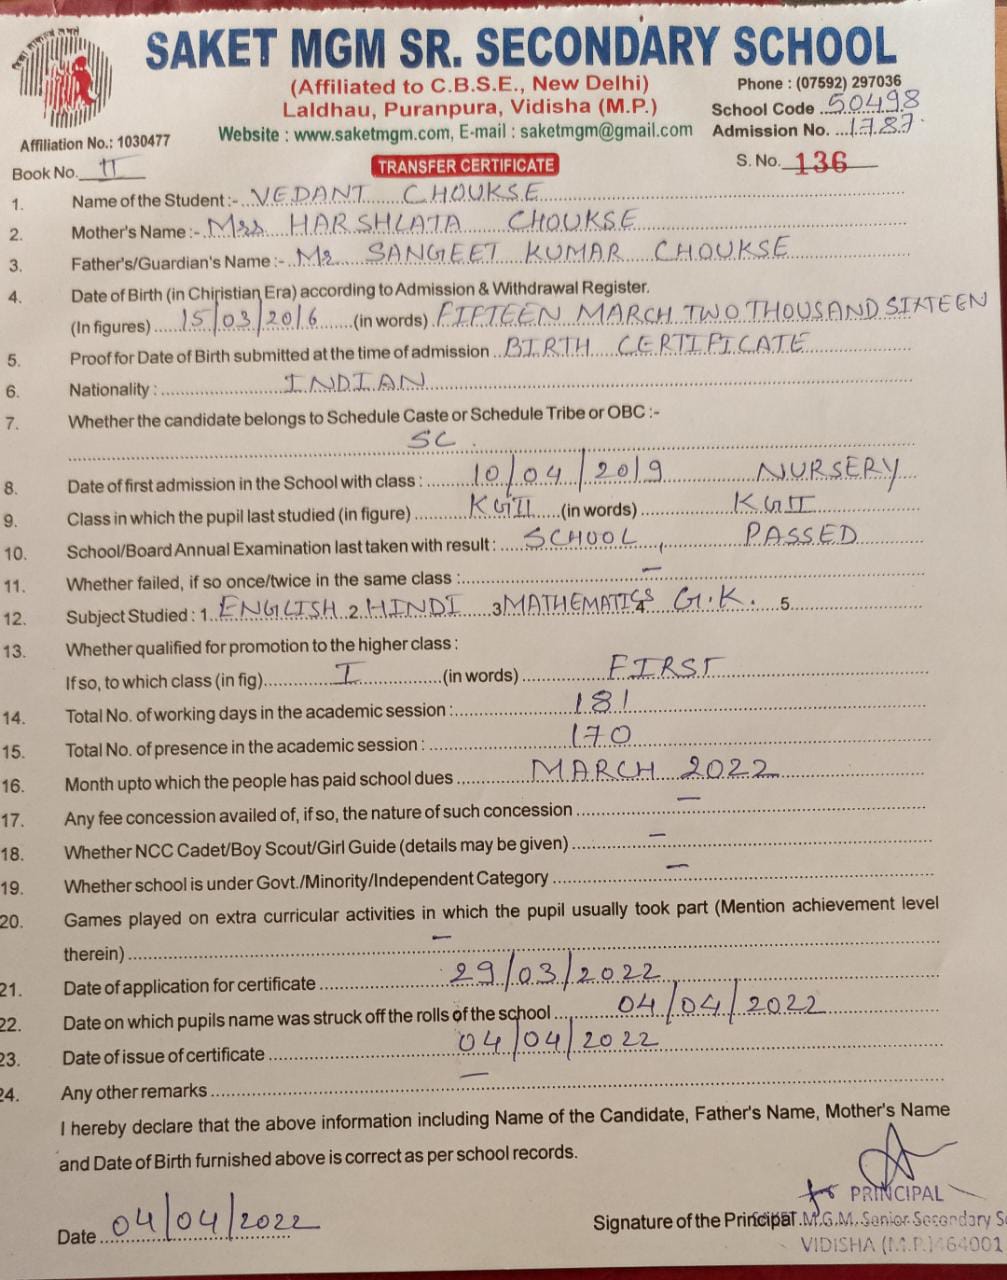 SAKET MGM SR. SECONDARY SCHOOL
(Affiliated to C.B.S.E., New Delhi)
Phone : (07592) 297036
Laldhau, Puranpura, Vidisha (M.P.)
School Code ...50498
Website : www.saketmgm.com, E-mail : saketmgm@gmail.com
Admission No. ...1787.
Affiliation No.: 1030477
Book No. II
TRANSFER CERTIFICATE
S. No. 136
1. Name of the Student :- VEDANT CHOUKSE
2. Mother's Name :- Mrs HARSHLATA CHOUKSE
3. Father's/Guardian's Name :- Mr SANGEET KUMAR CHOUKSE
4. Date of Birth (in Chiristian Era) according to Admission & Withdrawal Register.
(In figures) 15/03/2016 (in words) FIFTEEN MARCH TWO THOUSAND SIXTEEN
5. Proof for Date of Birth submitted at the time of admission BIRTH CERTIFICATE
6. Nationality : INDIAN
7. Whether the candidate belongs to Schedule Caste or Schedule Tribe or OBC :-
SC .
8. Date of first admission in the School with class : 10/04/2019 NURSERY
9. Class in which the pupil last studied (in figure) KGII (in words) KGII
10. School/Board Annual Examination last taken with result : SCHOOL , PASSED
11. Whether failed, if so once/twice in the same class : –
12. Subject Studied : 1. ENGLISH 2. HINDI 3 MATHEMATICS 4 G.K. 5
13. Whether qualified for promotion to the higher class :
If so, to which class (in fig) I (in words) FIRST
14. Total No. of working days in the academic session : 181
15. Total No. of presence in the academic session : 170
16. Month upto which the people has paid school dues MARCH 2022
17. Any fee concession availed of, if so, the nature of such concession –
18. Whether NCC Cadet/Boy Scout/Girl Guide (details may be given) –
19. Whether school is under Govt./Minority/Independent Category –
20. Games played on extra curricular activities in which the pupil usually took part (Mention achievement level
therein) –
21. Date of application for certificate 29/03/2022
22. Date on which pupils name was struck off the rolls of the school 04/04/2022
23. Date of issue of certificate 04/04/2022
24. Any other remarks –
I hereby declare that the above information including Name of the Candidate, Father's Name, Mother's Name
and Date of Birth furnished above is correct as per school records.
for PRINCIPAL
Date 04/04/2022
Signature of the Principal M.G.M. Senior Secondary
VIDISHA (M.P.) 464001